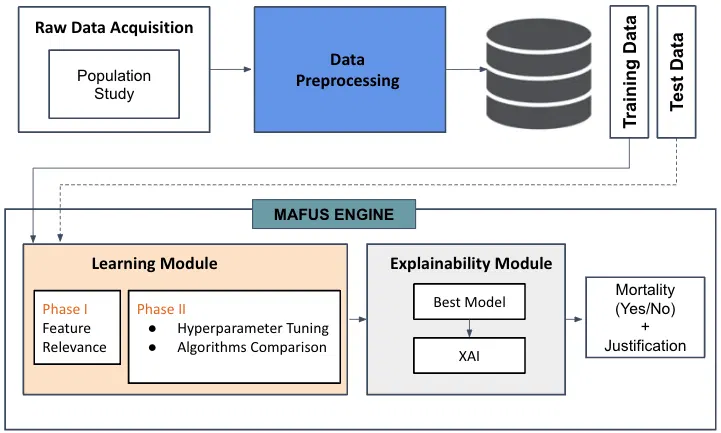 Raw Data Acquisition
Population
Study
Data
Preprocessing
Training Data
Test Data
MAFUS ENGINE
Learning Module
Phase I
Feature
Relevance
Phase II
● Hyperparameter Tuning
● Algorithms Comparison
Explainability Module
Best Model
XAI
Mortality
(Yes/No)
+
Justification